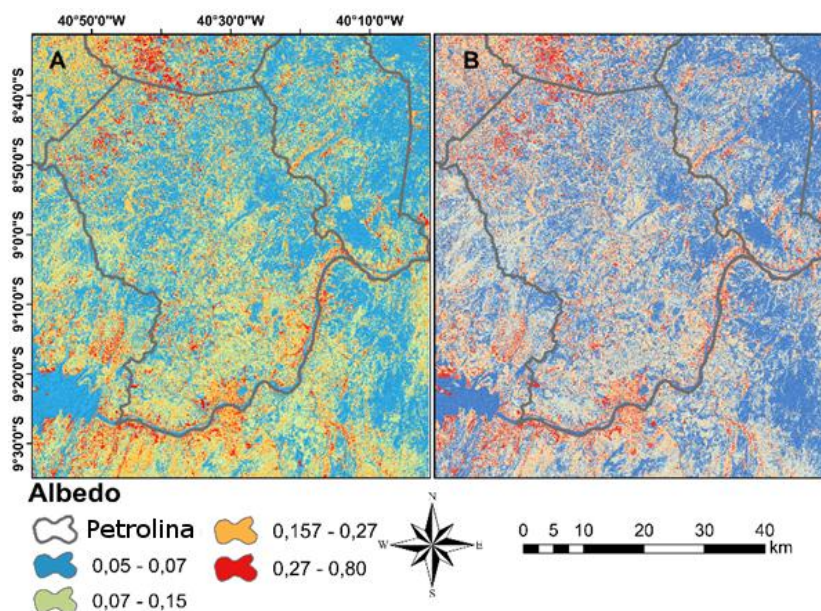 40°50'0"W 40°30'0"W 40°10'0"W
A
B
8°40'0"S
8°50'0"S
9°0'0"S
9°10'0"S
9°20'0"S
9°30'0"S
Albedo
Petrolina
0,05 - 0,07
0,07 - 0,15
0,157 - 0,27
0,27 - 0,80
N
W E
S
0 5 10 20 30 40
km